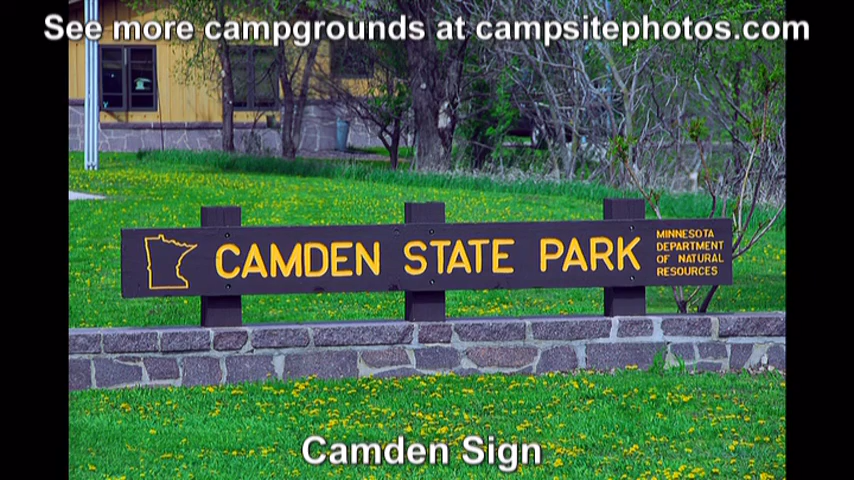 See more campgrounds at campsitephotos.com
CAMDEN STATE PARK
MINNESOTA
DEPARTMENT
OF NATURAL
RESOURCES
Camden Sign